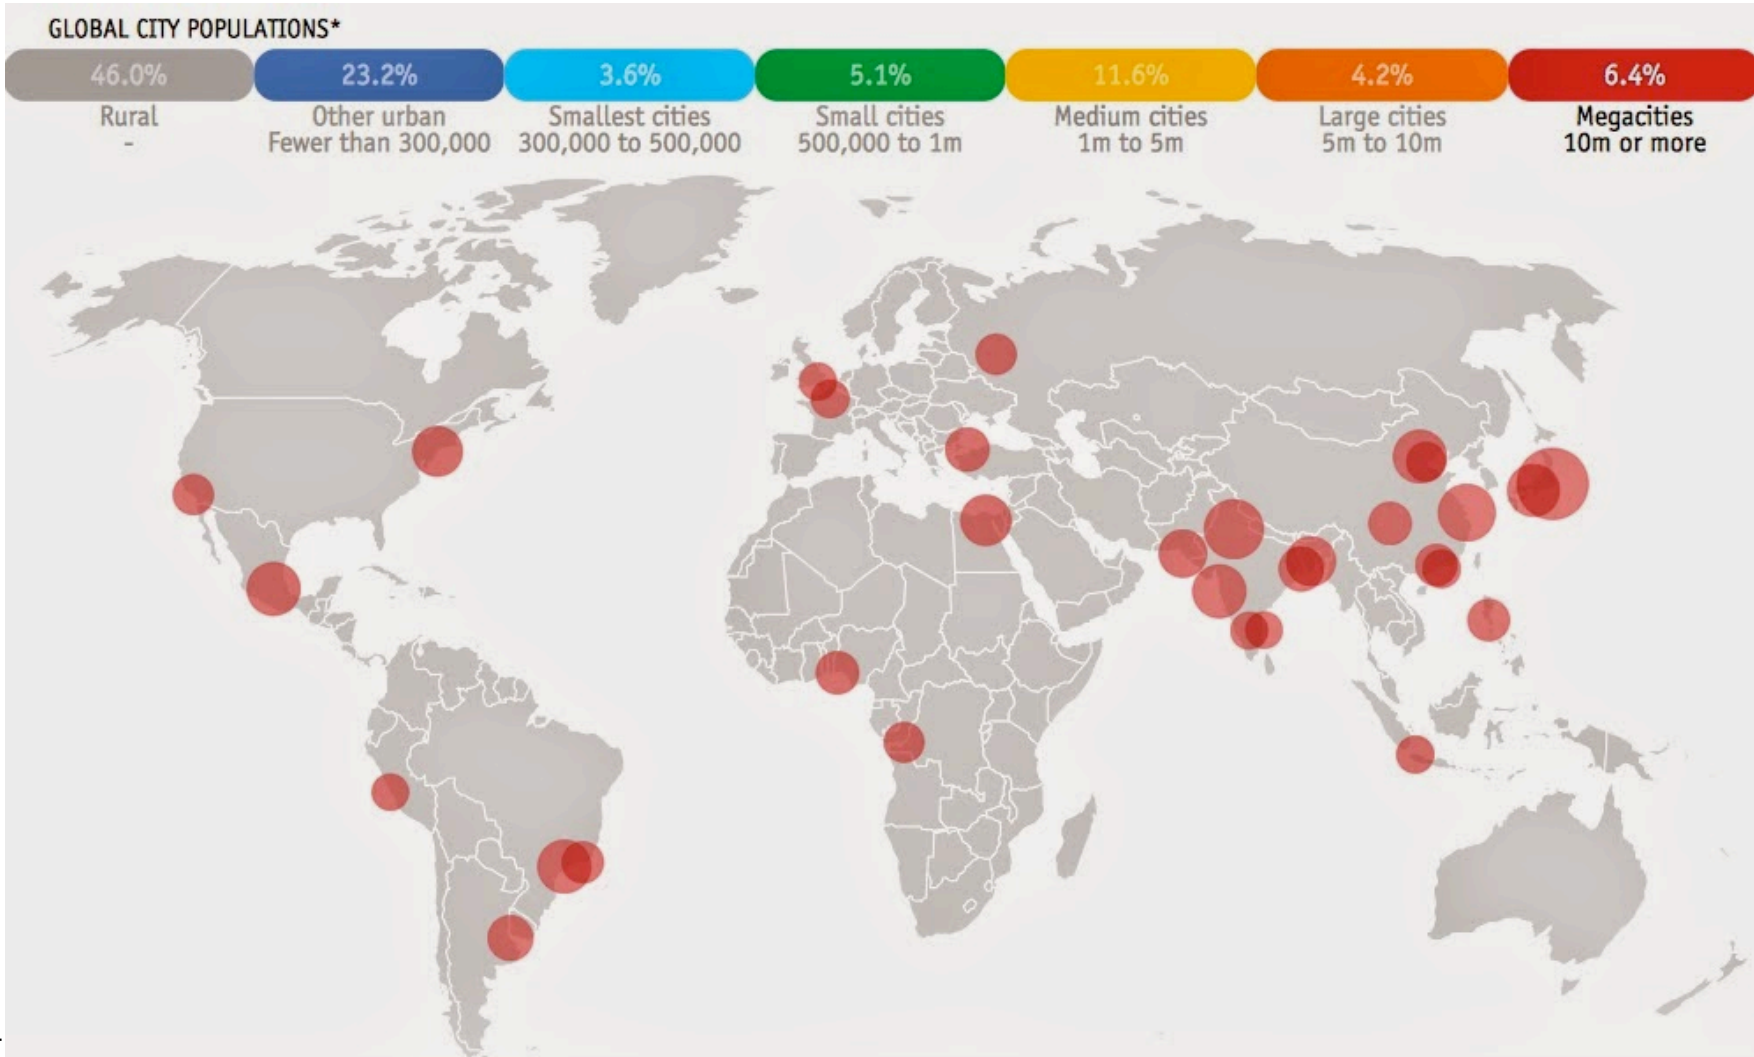 GLOBAL CITY POPULATIONS*
46.0% 23.2% 3.6% 5.1% 11.6% 4.2% 6.4%
Rural Other urban Smallest cities Small cities Medium cities Large cities Megacities
- Fewer than 300,000 300,000 to 500,000 500,000 to 1m 1m to 5m 5m to 10m 10m or more